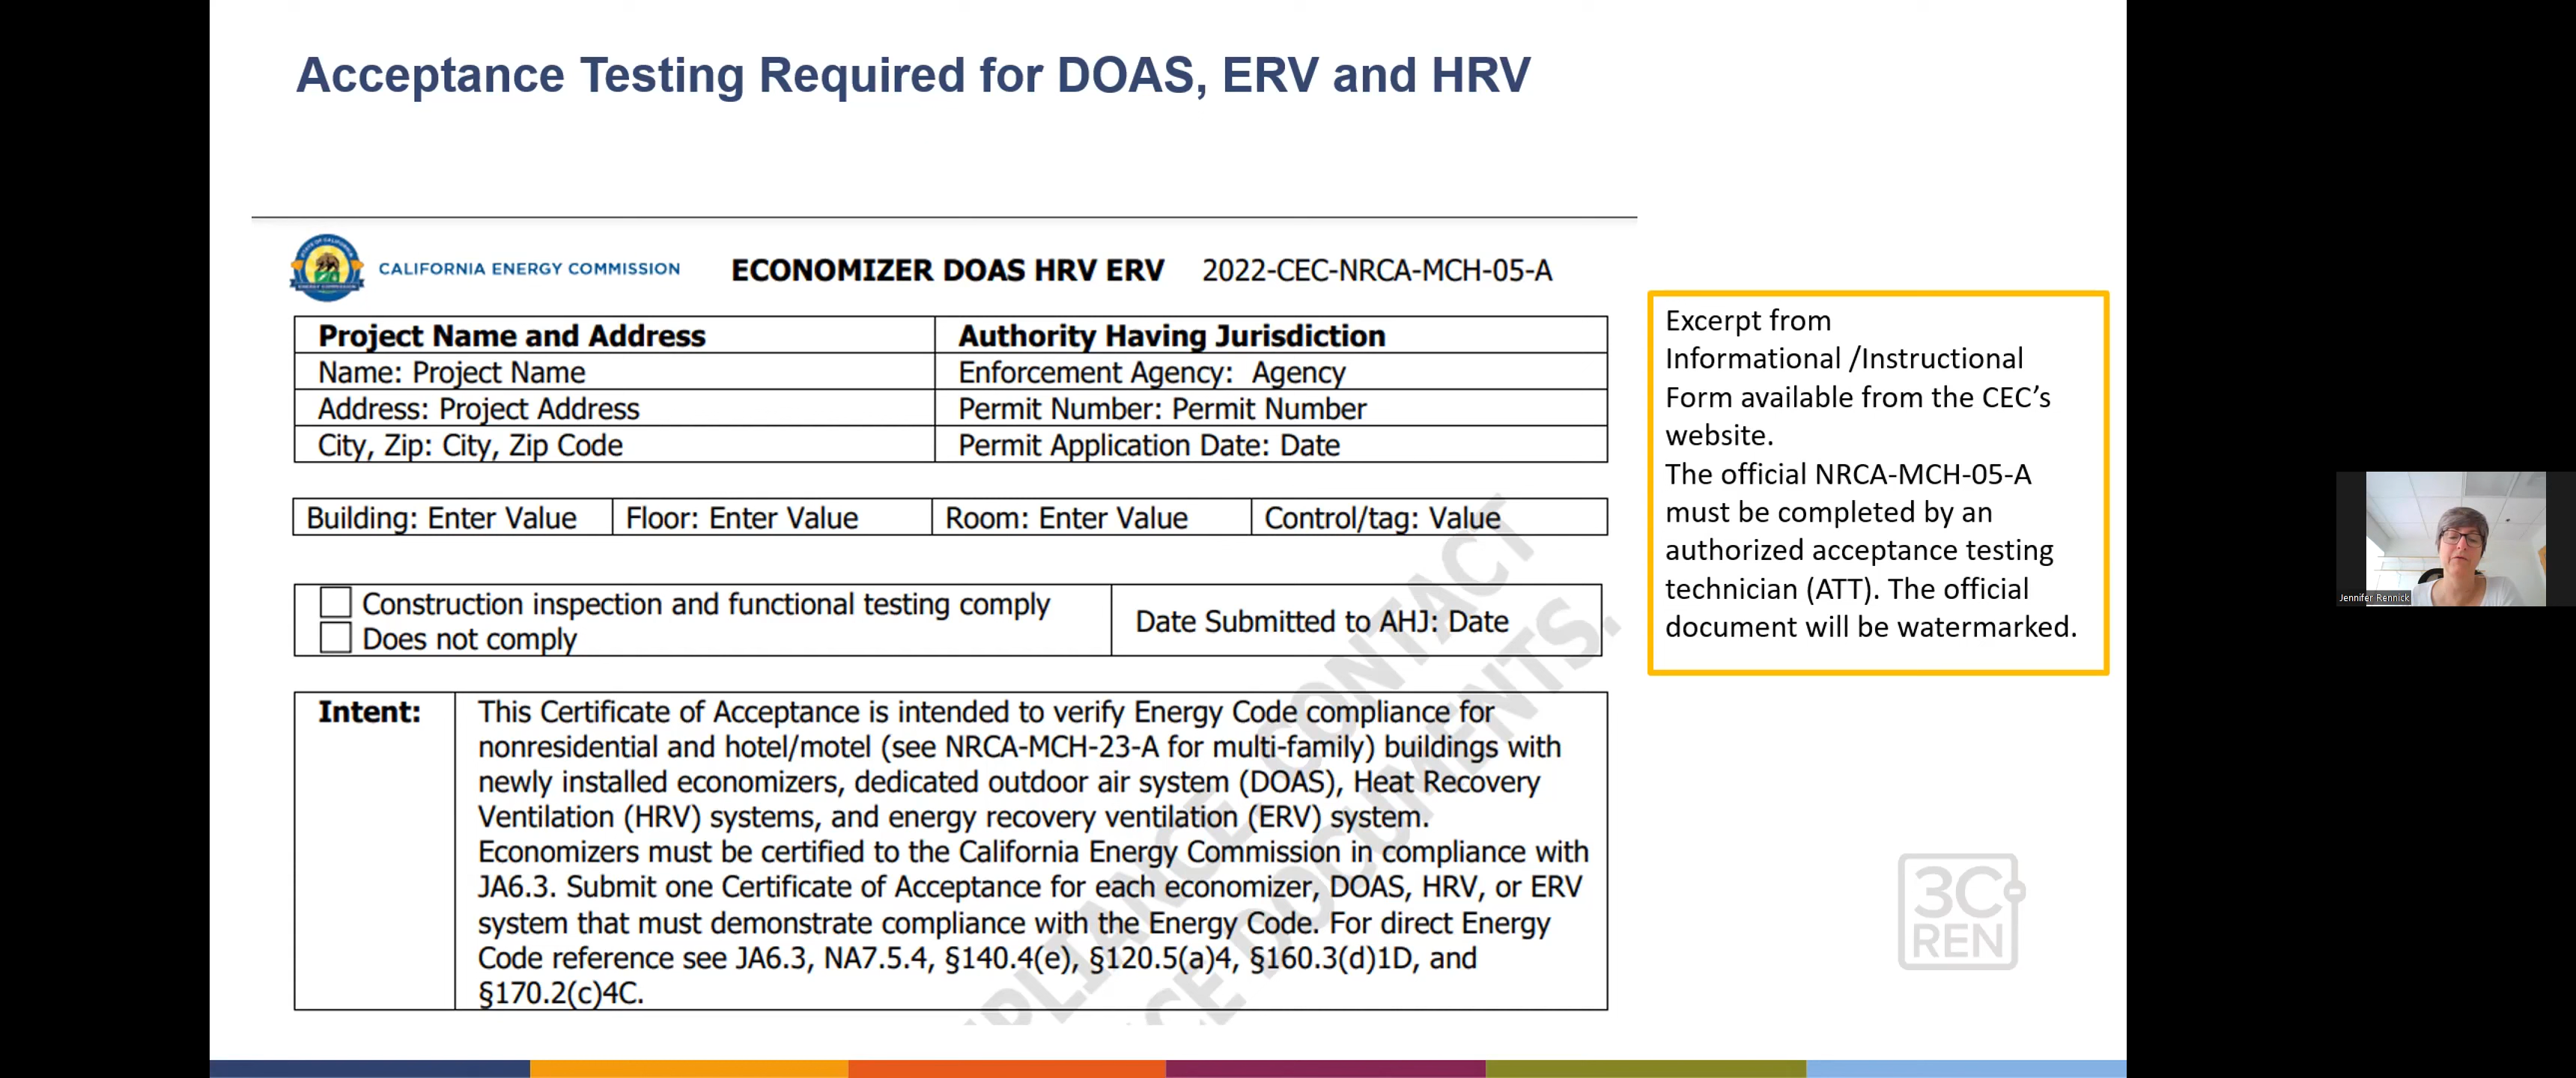 Acceptance Testing Required for DOAS, ERV and HRV
CALIFORNIA ENERGY COMMISSION
ECONOMIZER DOAS HRV ERV 2022-CEC-NRCA-MCH-05-A
Project Name and Address
Authority Having Jurisdiction
Name: Project Name
Enforcement Agency: Agency
Address: Project Address
Permit Number: Permit Number
City, Zip: City, Zip Code
Permit Application Date: Date
Building: Enter Value
Floor: Enter Value
Room: Enter Value
Control/tag: Value
Construction inspection and functional testing comply
Does not comply
Date Submitted to AHJ: Date
Intent:
This Certificate of Acceptance is intended to verify Energy Code compliance for
nonresidential and hotel/motel (see NRCA-MCH-23-A for multi-family) buildings with
newly installed economizers, dedicated outdoor air system (DOAS), Heat Recovery
Ventilation (HRV) systems, and energy recovery ventilation (ERV) system.
Economizers must be certified to the California Energy Commission in compliance with
JA6.3. Submit one Certificate of Acceptance for each economizer, DOAS, HRV, or ERV
system that must demonstrate compliance with the Energy Code. For direct Energy
Code reference see JA6.3, NA7.5.4, §140.4(e), §120.5(a)4, §160.3(d)1D, and
§170.2(c)4C.
CONTACT
DOCUMENTS.
Excerpt from
Informational /Instructional
Form available from the CEC’s
website.
The official NRCA-MCH-05-A
must be completed by an
authorized acceptance testing
technician (ATT). The official
document will be watermarked.
3C
REN
Jennifer Rennick